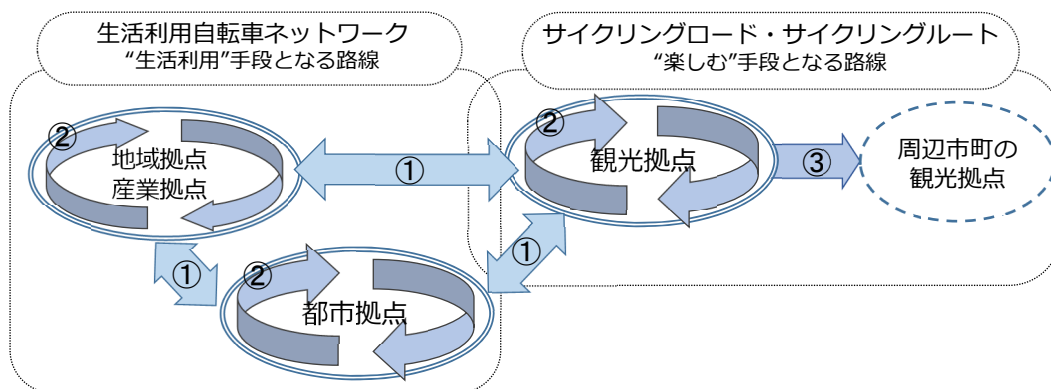 生活利用自転車ネットワーク
“生活利用”手段となる路線
サイクリングロード・サイクリングルート
“楽しむ”手段となる路線
②
地域拠点
産業拠点
①
②
観光拠点
③
周辺市町の
観光拠点
①
②
都市拠点
①